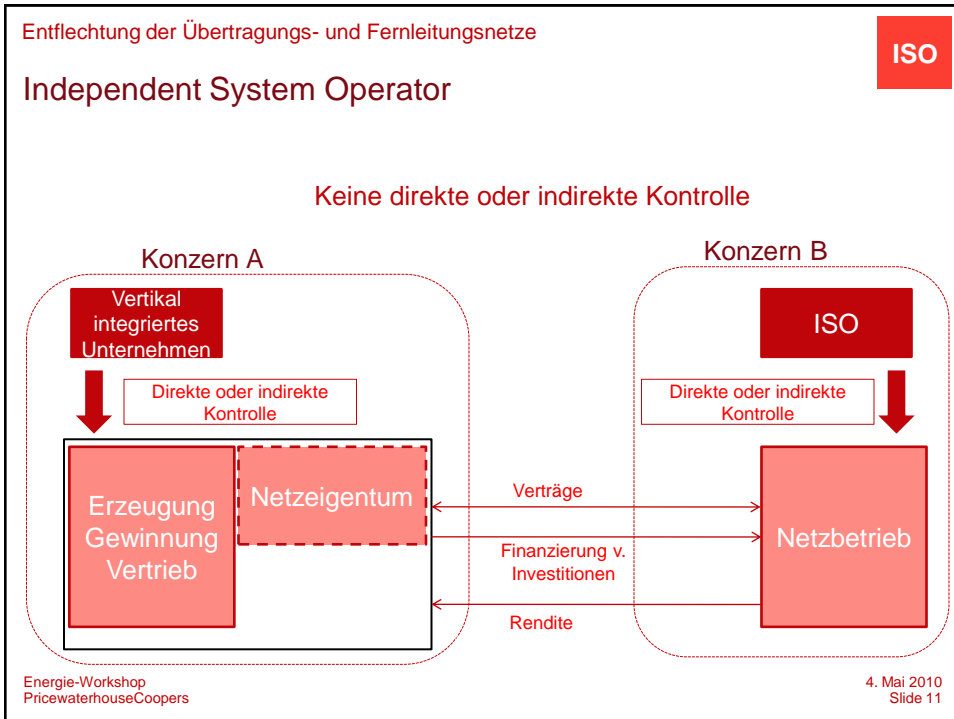 Entflechtung der Übertragungs- und Fernleitungsnetze
ISO
Independent System Operator
Keine direkte oder indirekte Kontrolle
Konzern A
Konzern B
Vertikal
integriertes
Unternehmen
ISO
Direkte oder indirekte
Kontrolle
Direkte oder indirekte
Kontrolle
Erzeugung
Gewinnung
Vertrieb
Netzeigentum
Verträge
Finanzierung v.
Investitionen
Rendite
Netzbetrieb
Energie-Workshop
PricewaterhouseCoopers
4. Mai 2010
Slide 11